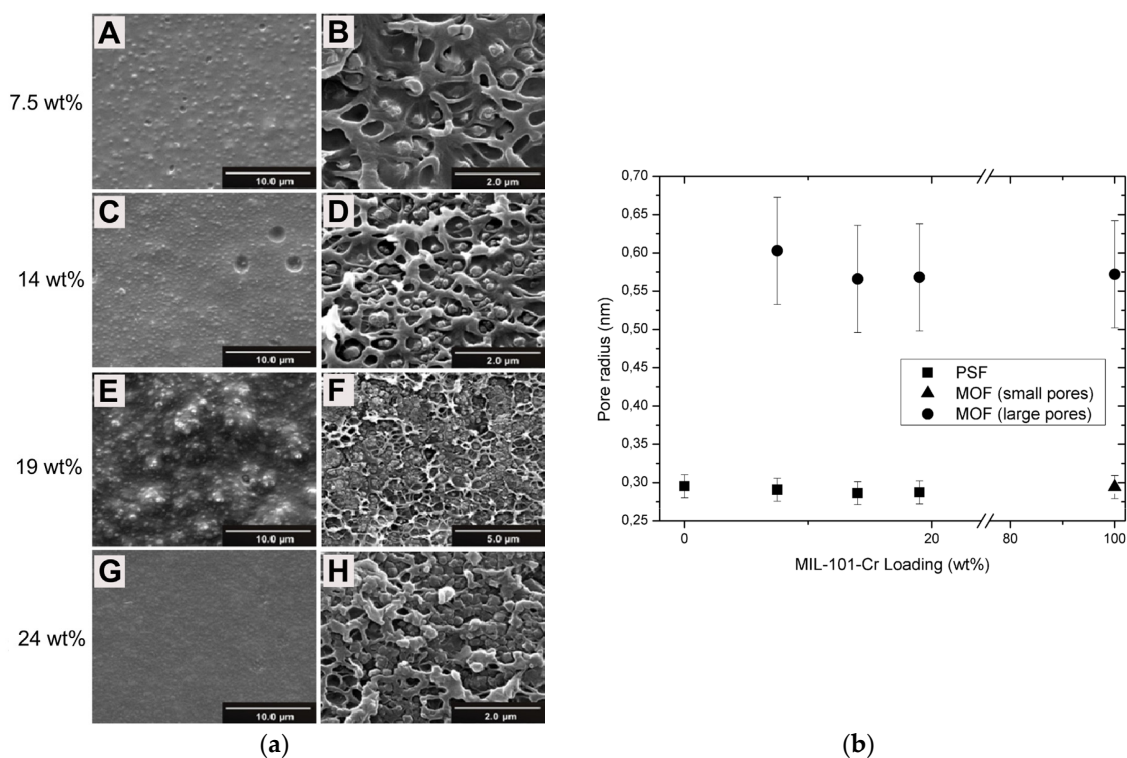 A
B
7.5 wt%
10.0 µm
2.0 µm
C
D
14 wt%
10.0 µm
2.0 µm
E
F
19 wt%
10.0 µm
5.0 µm
G
H
24 wt%
10.0 µm
2.0 µm
(a)
0,70
0,65
0,60
0,55
0,50
0,45
0,40
0,35
0,30
0,25
Pore radius (nm)
PSF
MOF (small pores)
MOF (large pores)
0 20 80 100
MIL-101-Cr Loading (wt%)
(b)